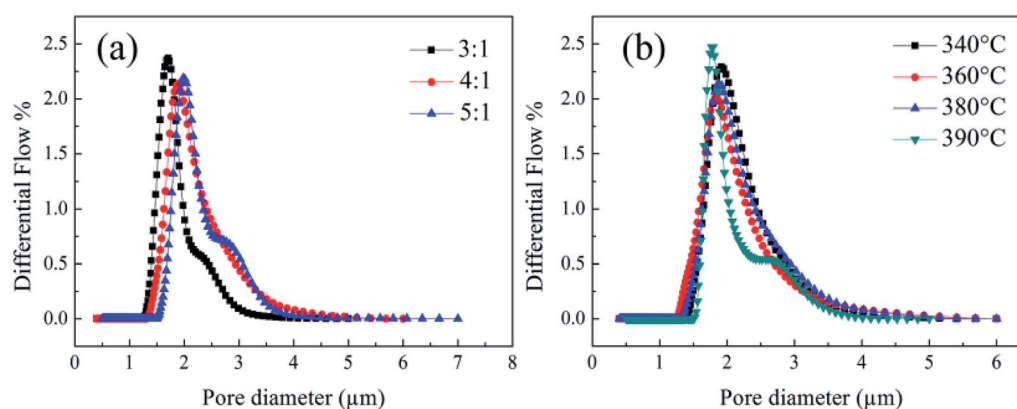 (a)
3:1
4:1
5:1
Differential Flow %
2.5
2.0
1.5
1.0
0.5
0.0
0 1 2 3 4 5 6 7 8
Pore diameter (µm)
(b)
340°C
360°C
380°C
390°C
Differential Flow %
2.5
2.0
1.5
1.0
0.5
0.0
0 1 2 3 4 5 6
Pore diameter (µm)